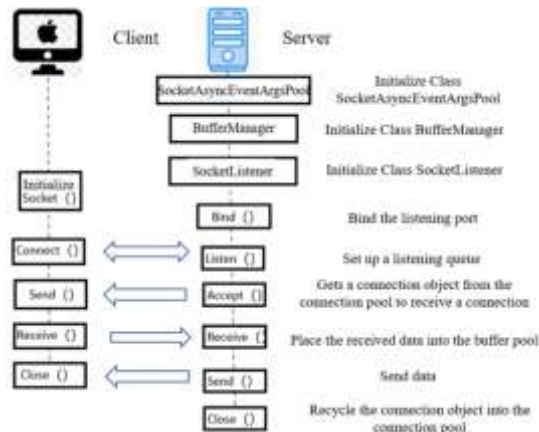 Client
Server
SocketAsyncEventArgsPool
Initialize Class
SocketAsyncEventArgsPool
BufferManager
Initialize Class BufferManager
SocketListener
Initialize Class SocketListener
Initialize
Socket ()
Bind ()
Bind the listening port
Connect ()
Listen ()
Set up a listening queue
Send ()
Accept ()
Gets a connection object from the
connection pool to receive a connection
Receive ()
Receive ()
Place the received data into the buffer pool
Close ()
Send ()
Send data
Close ()
Recycle the connection object into the
connection pool